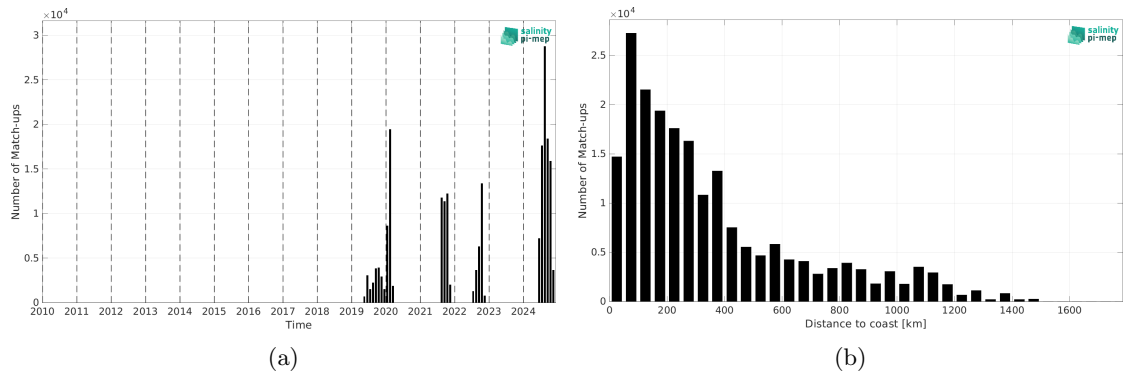 ×10⁴
3
2.5
2
1.5
1
0.5
0
Number of Match-ups
salinity
pi-mep
2010 2011 2012 2013 2014 2015 2016 2017 2018 2019 2020 2021 2022 2023 2024
Time
(a)
×10⁴
2.5
2
1.5
1
0.5
0
Number of Match-ups
salinity
pi-mep
0 200 400 600 800 1000 1200 1400 1600
Distance to coast [km]
(b)